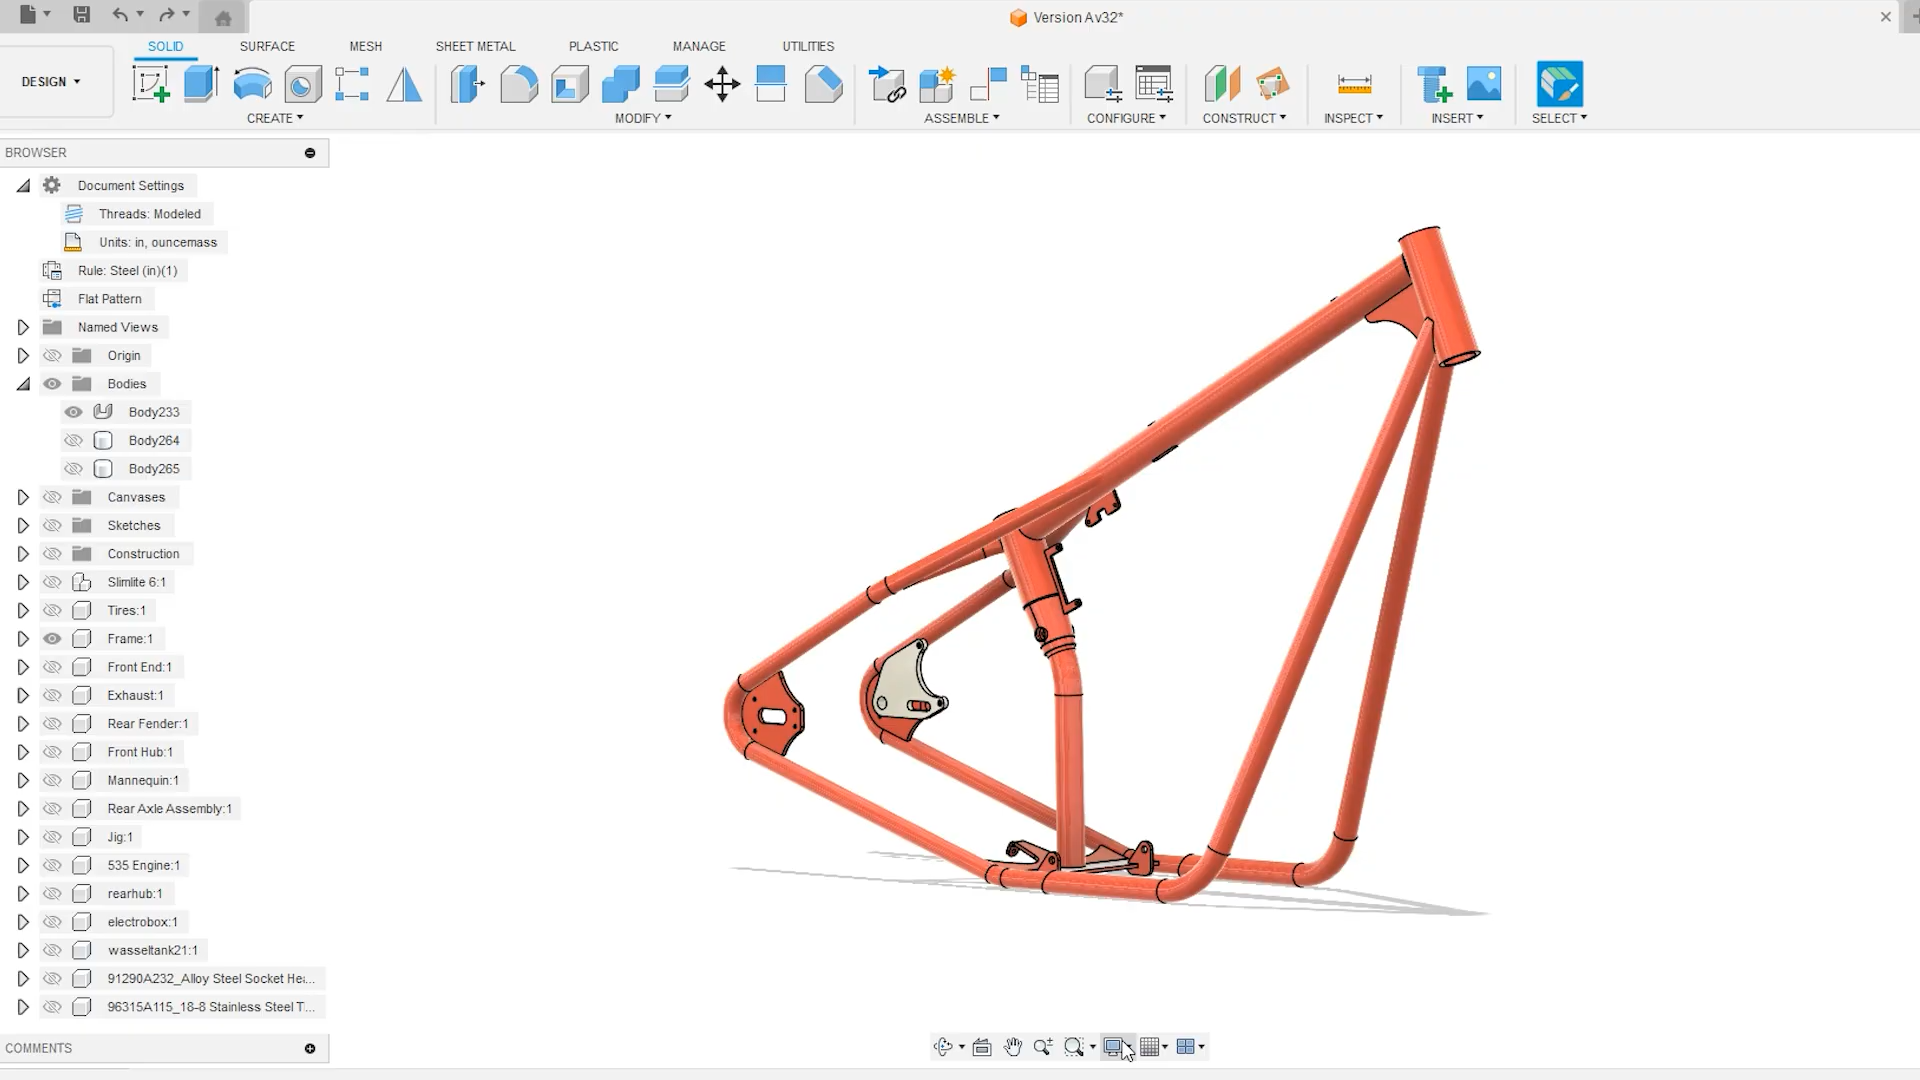 Version Av32*
SOLID
SURFACE
MESH
SHEET METAL
PLASTIC
MANAGE
UTILITIES
DESIGN
CREATE
MODIFY
ASSEMBLE
CONFIGURE
CONSTRUCT
INSPECT
INSERT
SELECT
BROWSER
Document Settings
Threads: Modeled
Units: in, ouncemass
Rule: Steel (in)(1)
Flat Pattern
Named Views
Origin
Bodies
Body233
Body264
Body265
Canvases
Sketches
Construction
Slimlite 6:1
Tires:1
Frame:1
Front End:1
Exhaust:1
Rear Fender:1
Front Hub:1
Mannequin:1
Rear Axle Assembly:1
Jig:1
535 Engine:1
rearhub:1
electrobox:1
wasseltank21:1
91290A232_Alloy Steel Socket Hea...
96315A115_18-8 Stainless Steel T...
COMMENTS